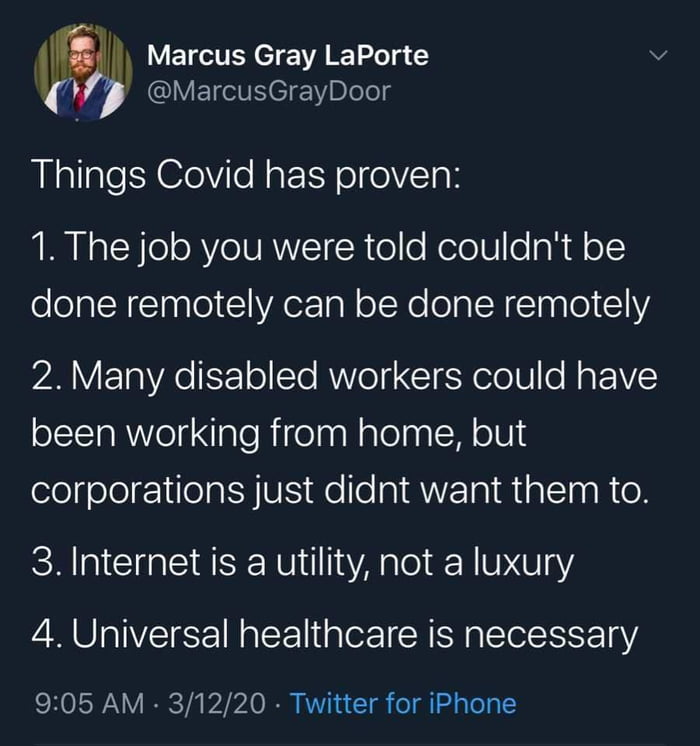 Marcus Gray LaPorte
@MarcusGrayDoor
Things Covid has proven:
1. The job you were told couldn't be
done remotely can be done remotely
2. Many disabled workers could have
been working from home, but
corporations just didnt want them to.
3. Internet is a utility, not a luxury
4. Universal healthcare is necessary
9:05 AM · 3/12/20 · Twitter for iPhone